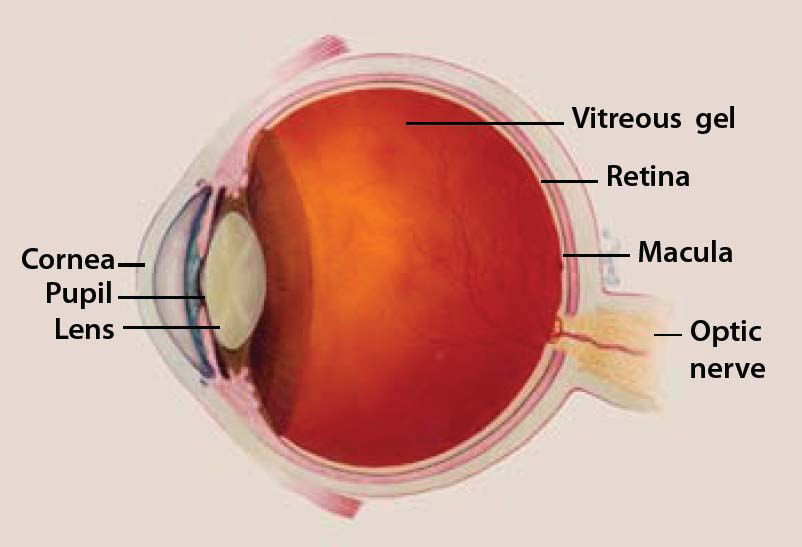 Vitreous gel
Retina
Macula
Cornea
Pupil
Lens
Optic
nerve